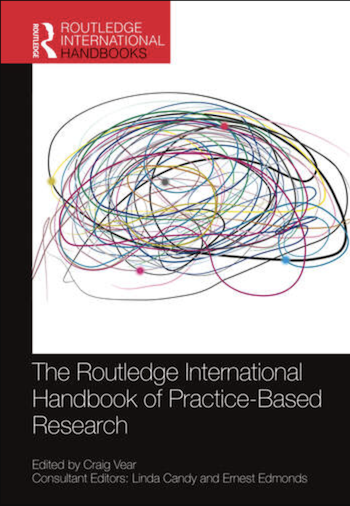 ROUTLEDGE
ROUTLEDGE
INTERNATIONAL
HANDBOOKS
The Routledge International
Handbook of Practice-Based
Research
Edited by Craig Vear
Consultant Editors: Linda Candy and Ernest Edmonds